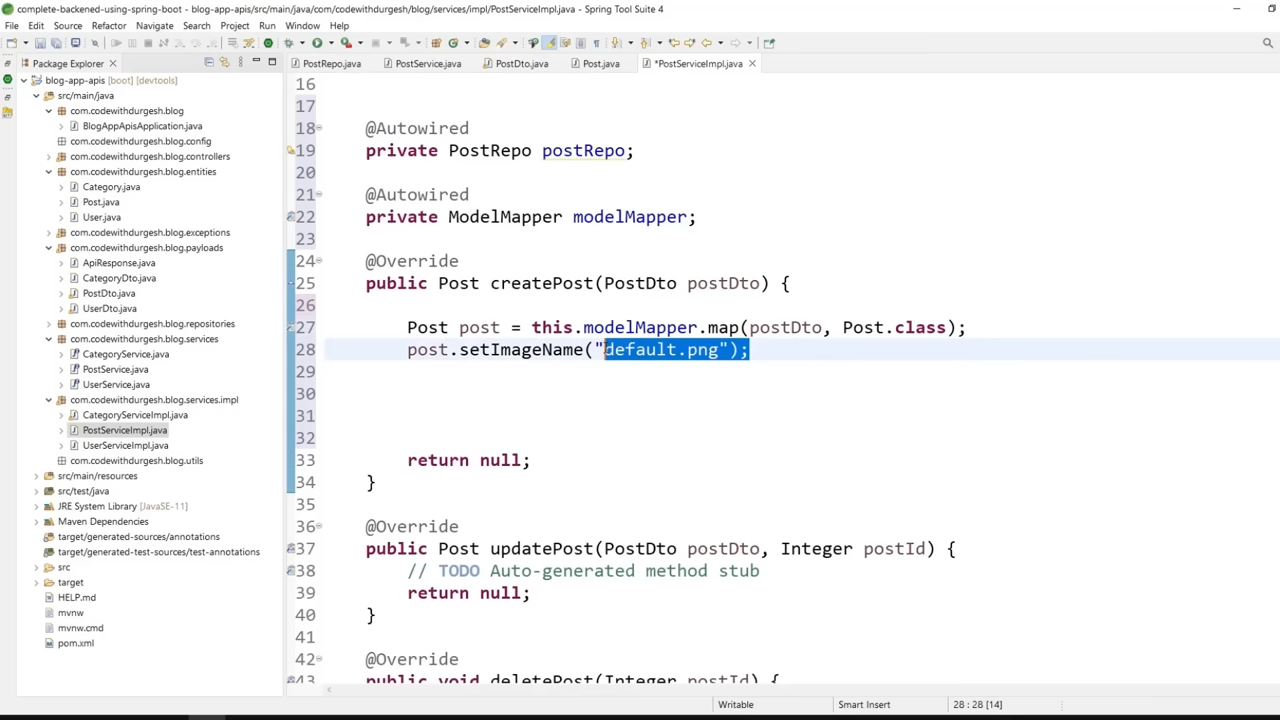 complete-backened-using-spring-boot - blog-app-apis/src/main/java/com/codewithdurgesh/blog/services/impl/PostServiceImpl.java - Spring Tool Suite 4
File Edit Source Refactor Navigate Search Project Run Window Help
Package Explorer
PostRepo.java PostService.java PostDto.java Post.java *PostServiceImpl.java
blog-app-apis [boot] [devtools]
src/main/java
com.codewithdurgesh.blog
BlogAppApisApplication.java
com.codewithdurgesh.blog.config
com.codewithdurgesh.blog.controllers
com.codewithdurgesh.blog.entities
Category.java
Post.java
User.java
com.codewithdurgesh.blog.exceptions
com.codewithdurgesh.blog.payloads
ApiResponse.java
CategoryDto.java
PostDto.java
UserDto.java
com.codewithdurgesh.blog.repositories
com.codewithdurgesh.blog.services
CategoryService.java
PostService.java
UserService.java
com.codewithdurgesh.blog.services.impl
CategoryServiceImpl.java
PostServiceImpl.java
UserServiceImpl.java
com.codewithdurgesh.blog.utils
src/main/resources
src/test/java
JRE System Library [JavaSE-11]
Maven Dependencies
target/generated-sources/annotations
target/generated-test-sources/test-annotations
src
target
HELP.md
mvnw
mvnw.cmd
pom.xml
16
17
18 @Autowired
19 private PostRepo postRepo;
20
21 @Autowired
22 private ModelMapper modelMapper;
23
24 @Override
25 public Post createPost(PostDto postDto) {
26
27 Post post = this.modelMapper.map(postDto, Post.class);
28 post.setImageName("default.png");
29
30
31
32
33 return null;
34 }
35
36 @Override
37 public Post updatePost(PostDto postDto, Integer postId) {
38 // TODO Auto-generated method stub
39 return null;
40 }
41
42 @Override
43 public void deletePost(Integer postId) {
Writable Smart Insert 28 : 28 [14]